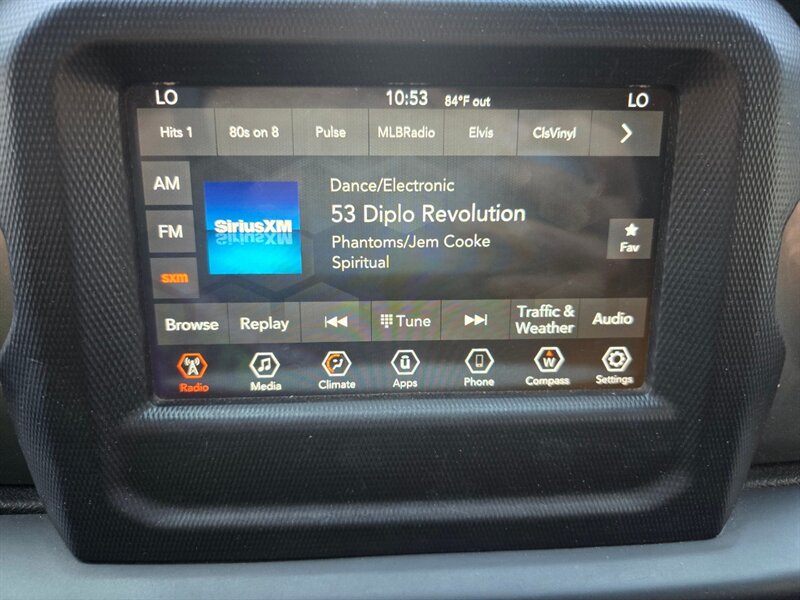 LO 10:53 84°F out LO
Hits 1 80s on 8 Pulse MLBRadio Elvis ClsVinyl
AM
FM
sxm
SiriusXM
Dance/Electronic
53 Diplo Revolution
Phantoms/Jem Cooke
Spiritual
Fav
Browse Replay Tune Traffic & Weather Audio
Radio Media Climate Apps Phone Compass Settings
ū
W